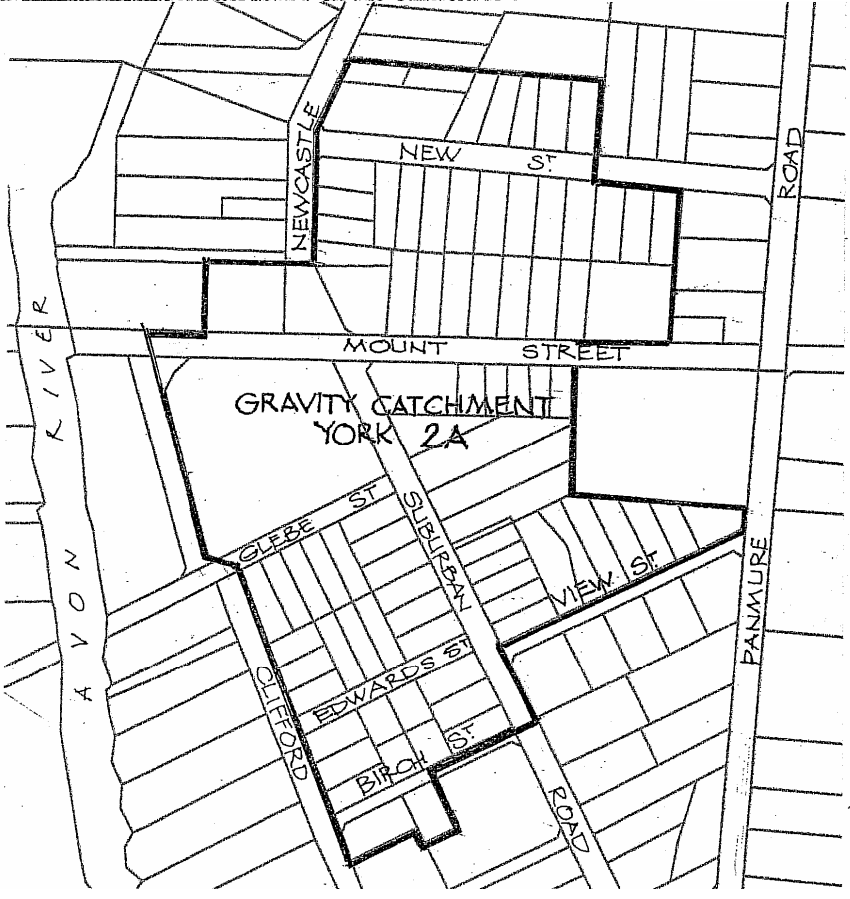 NEWCASTLE
NEW ST
ROAD
AVON RIVER
MOUNT STREET
GRAVITY CATCHMENT
YORK 2A
GLEBE ST
SUBURBAN
VIEW ST
PANMURE
CLIFFORD
EDWARDS ST
BIRCH ST
ROAD